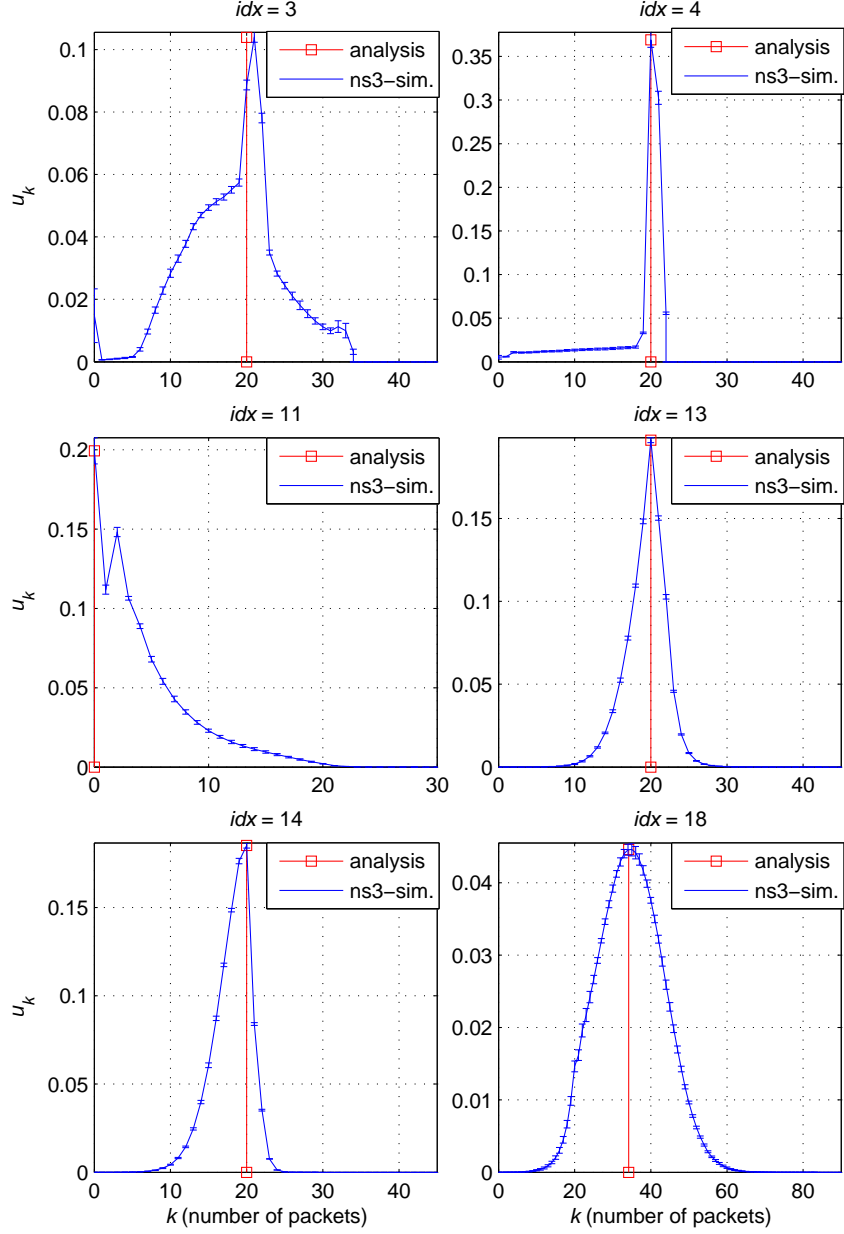 idx = 3
0.1
0.08
0.06
0.04
0.02
0
0 10 20 30 40
u_k
analysis
ns3-sim.
idx = 4
0.35
0.3
0.25
0.2
0.15
0.1
0.05
0
0 10 20 30 40
analysis
ns3-sim.
idx = 11
0.2
0.15
0.1
0.05
0
0 10 20 30
u_k
analysis
ns3-sim.
idx = 13
0.15
0.1
0.05
0
0 10 20 30 40
analysis
ns3-sim.
idx = 14
0.15
0.1
0.05
0
0 10 20 30 40
u_k
k (number of packets)
analysis
ns3-sim.
idx = 18
0.04
0.03
0.02
0.01
0
0 20 40 60 80
k (number of packets)
analysis
ns3-sim.